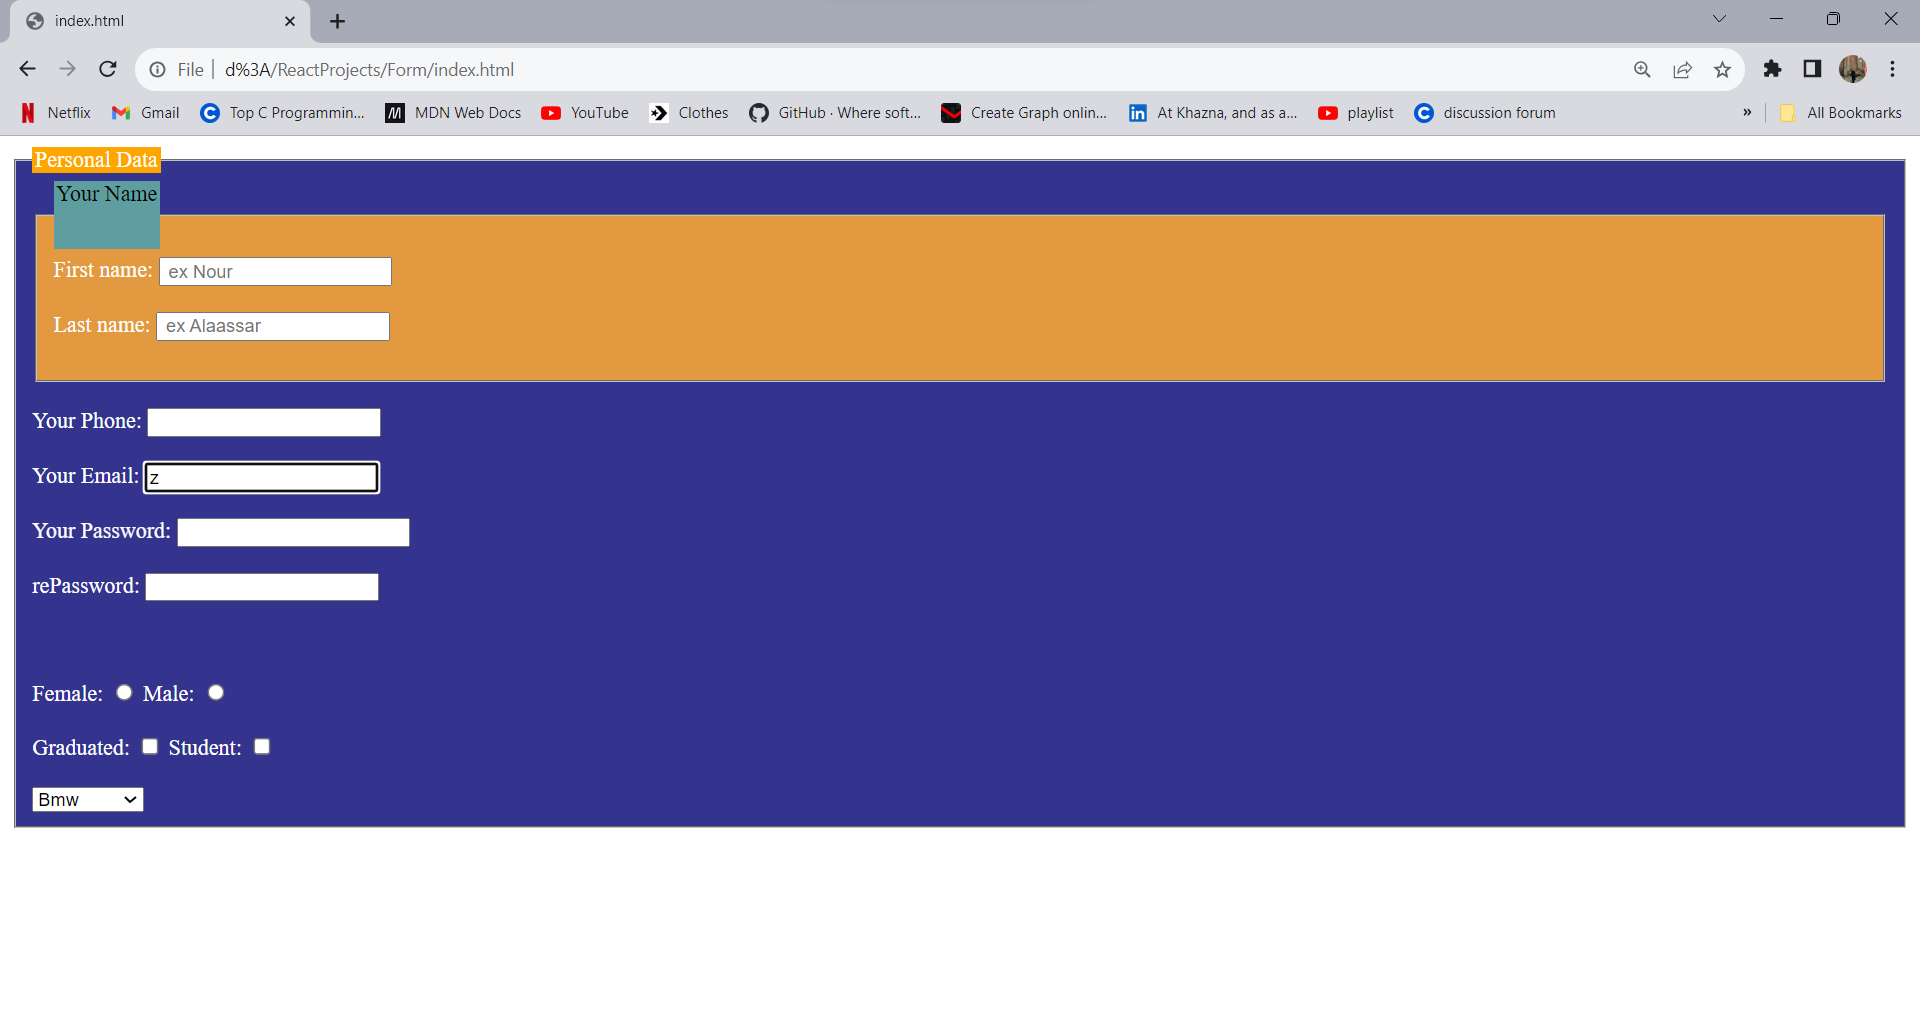 index.html
File d%3A/ReactProjects/Form/index.html
Netflix Gmail Top C Programmin... MDN Web Docs YouTube Clothes GitHub · Where soft... Create Graph onlin... At Khazna, and as a... playlist discussion forum » All Bookmarks
Personal Data
Your Name
First name: ex Nour
Last name: ex Alaassar
Your Phone:
Your Email: z
Your Password:
rePassword:
Female: Male:
Graduated: Student:
Bmw